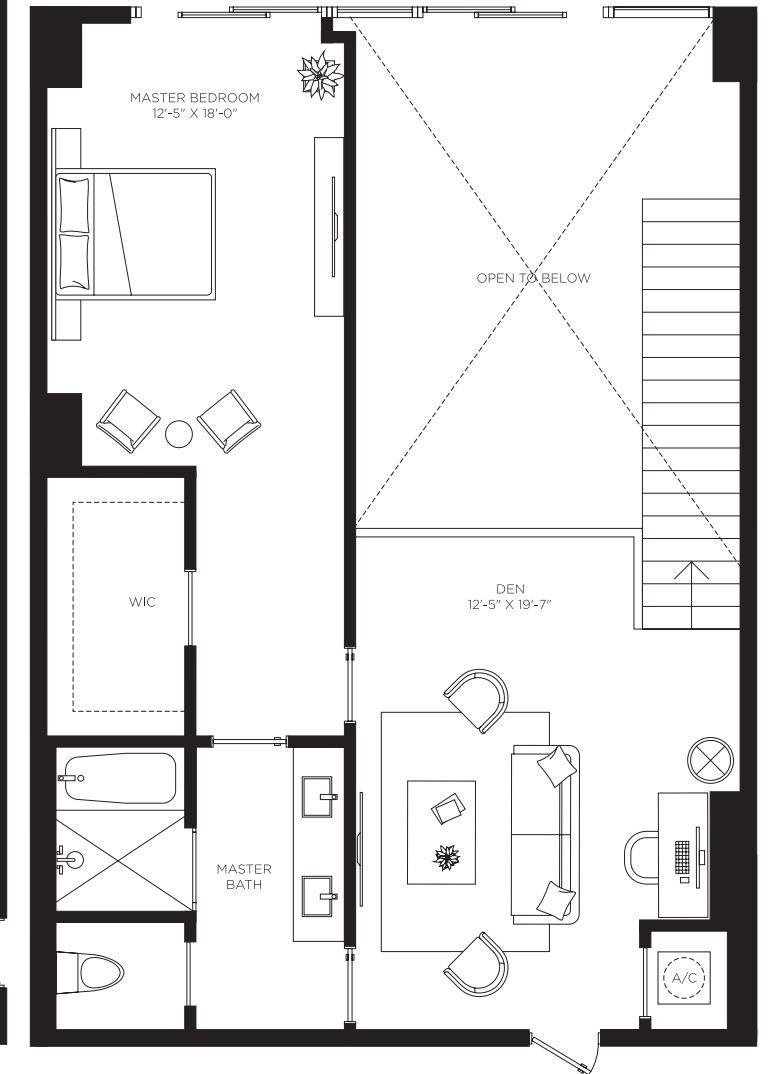 MASTER BEDROOM
12'-5" X 18'-0"
OPEN TO BELOW
WIC
DEN
12'-5" X 19'-7"
MASTER
BATH
A/C